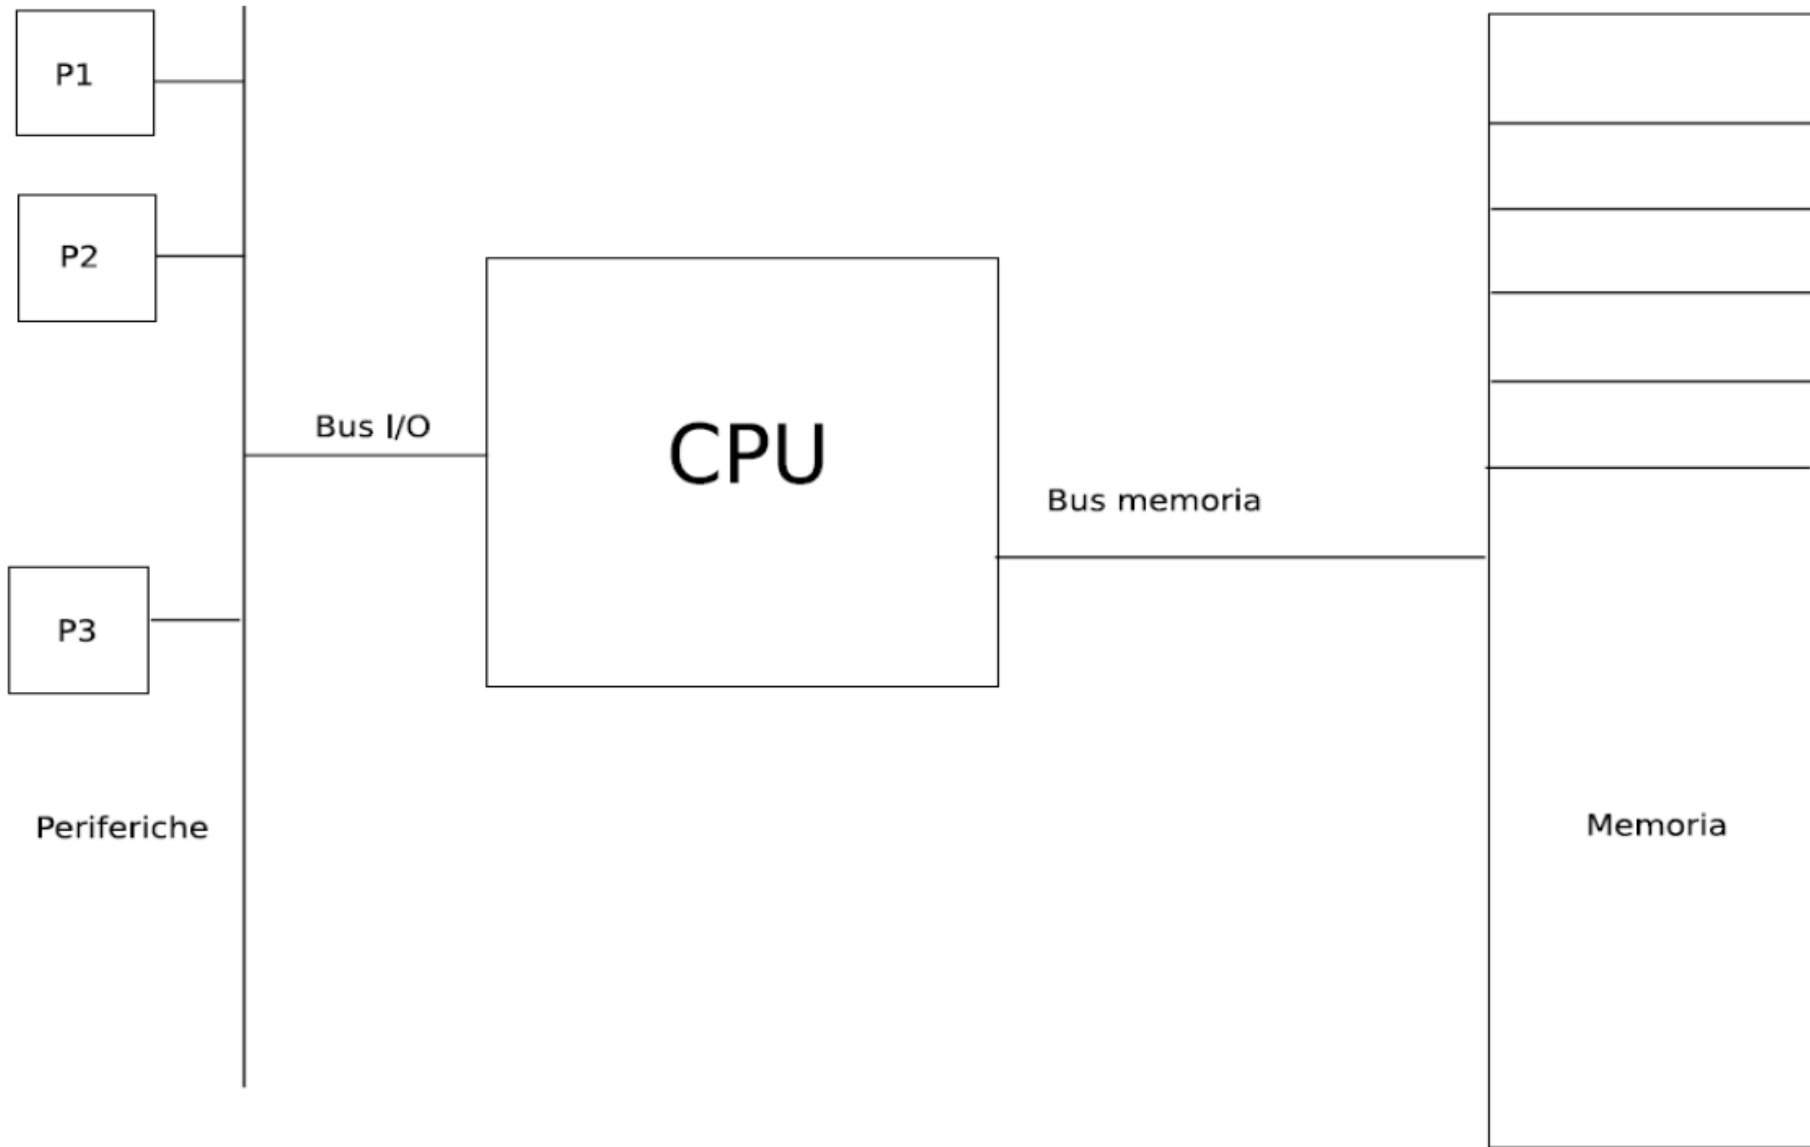 P1
P2
Bus I/O
CPU
Bus memoria
P3
Periferiche
Memoria